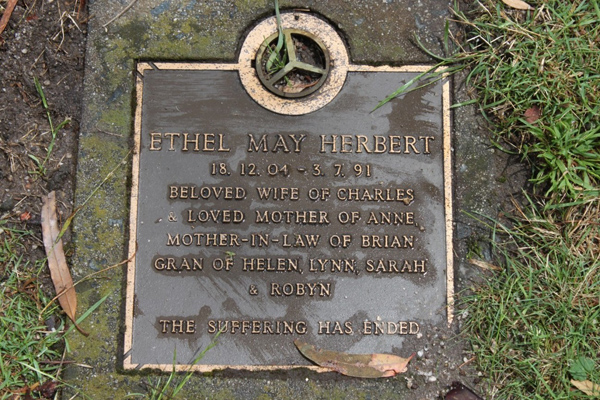 ETHEL MAY HERBERT
18.12.04 - 3.7.91
BELOVED WIFE OF CHARLES
& LOVED MOTHER OF ANNE
MOTHER-IN-LAW OF BRIAN
GRAN OF HELEN, LYNN, SARAH
& ROBYN
THE SUFFERING HAS ENDED